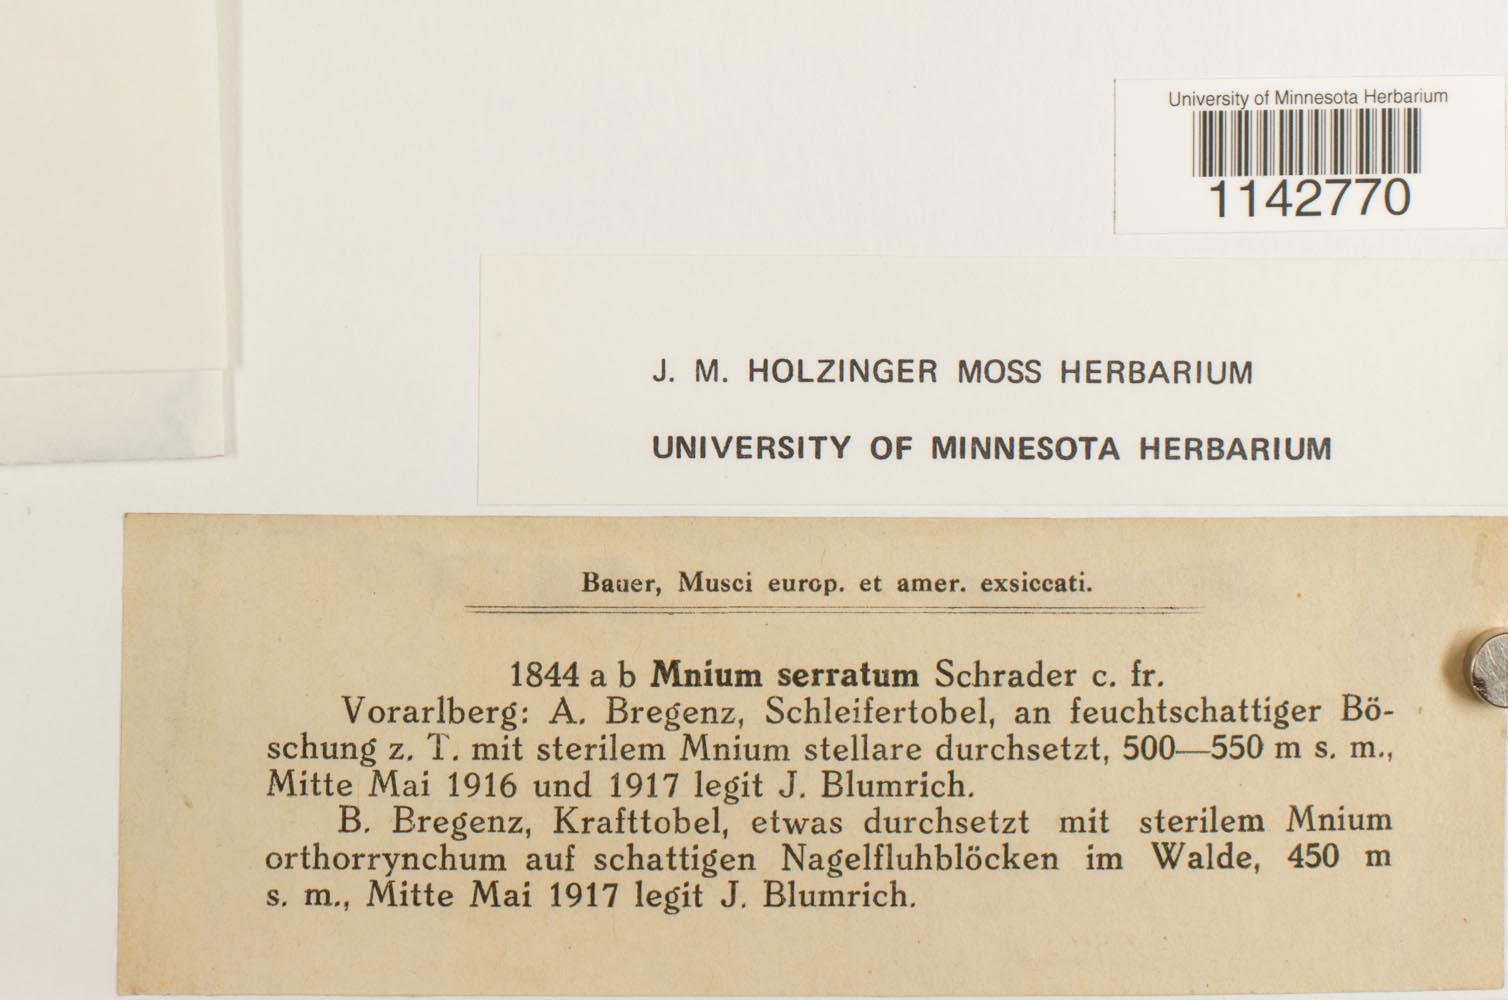 University of Minnesota Herbarium
1142770
J. M. HOLZINGER MOSS HERBARIUM
UNIVERSITY OF MINNESOTA HERBARIUM
Bauer, Musci europ. et amer. exsiccati.
1844 a b Mnium serratum Schrader c. fr.
Vorarlberg: A. Bregenz, Schleifertobel, an feuchtschattiger Bö-
schung z. T. mit sterilem Mnium stellare durchsetzt, 500—550 m s. m.,
Mitte Mai 1916 und 1917 legit J. Blumrich.
B. Bregenz, Krafttobel, etwas durchsetzt mit sterilem Mnium
orthorrynchum auf schattigen Nagelfluhblöcken im Walde, 450 m
s. m., Mitte Mai 1917 legit J. Blumrich.